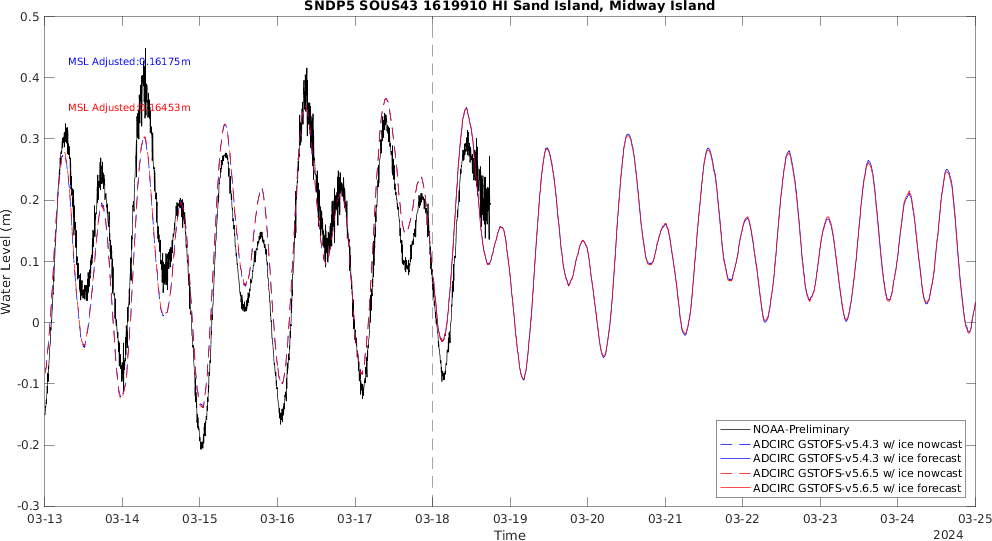 SNDP5 SOUS43 1619910 HI Sand Island, Midway Island
0.5
0.4
0.3
0.2
0.1
0
-0.1
-0.2
-0.3
Water Level (m)
MSL Adjusted:0.16175m
MSL Adjusted:0.16453m
NOAA-Preliminary
ADCIRC GSTOFS-v5.4.3 w/ ice nowcast
ADCIRC GSTOFS-v5.4.3 w/ ice forecast
ADCIRC GSTOFS-v5.6.5 w/ ice nowcast
ADCIRC GSTOFS-v5.6.5 w/ ice forecast
03-13 03-14 03-15 03-16 03-17 03-18 03-19 03-20 03-21 03-22 03-23 03-24 03-25
Time
2024